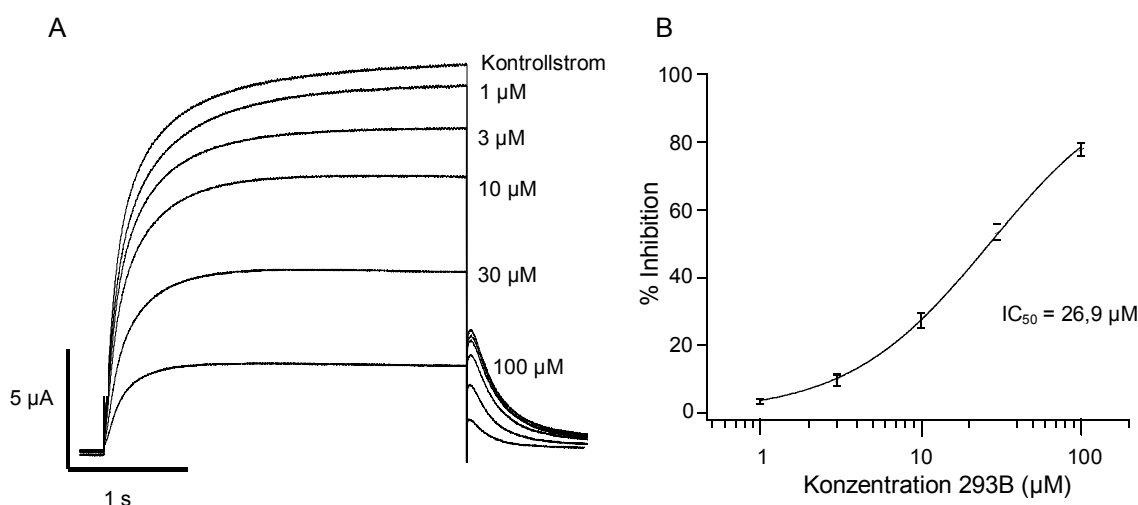 A
Kontrollstrom
1 µM
3 µM
10 µM
30 µM
100 µM
5 µA
1 s
B
100
80
60
40
20
0
% Inhibition
IC50 = 26,9 µM
1 10 100
Konzentration 293B (µM)